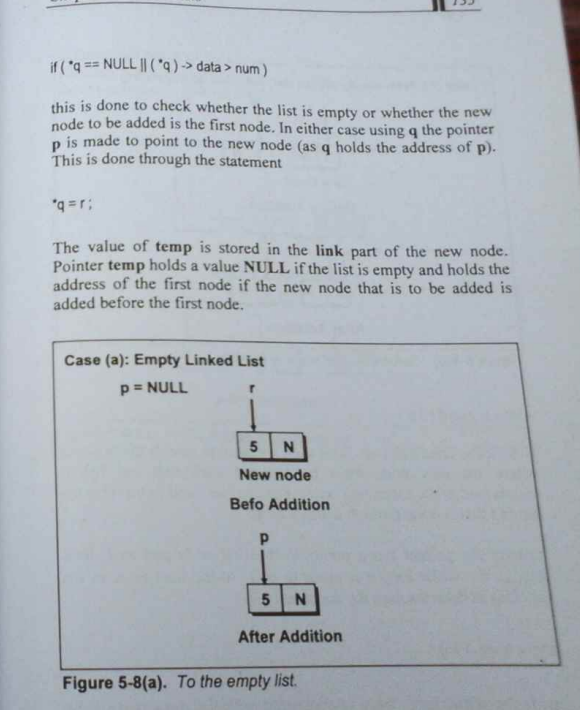 if ( *q == NULL || ( *q ) -> data > num )
this is done to check whether the list is empty or whether the new
node to be added is the first node. In either case using q the pointer
p is made to point to the new node (as q holds the address of p).
This is done through the statement
*q = r ;
The value of temp is stored in the link part of the new node.
Pointer temp holds a value NULL if the list is empty and holds the
address of the first node if the new node that is to be added is
added before the first node.
Case (a): Empty Linked List
p = NULL r
5 N
New node
Befo Addition
p
5 N
After Addition
Figure 5-8(a). To the empty list.